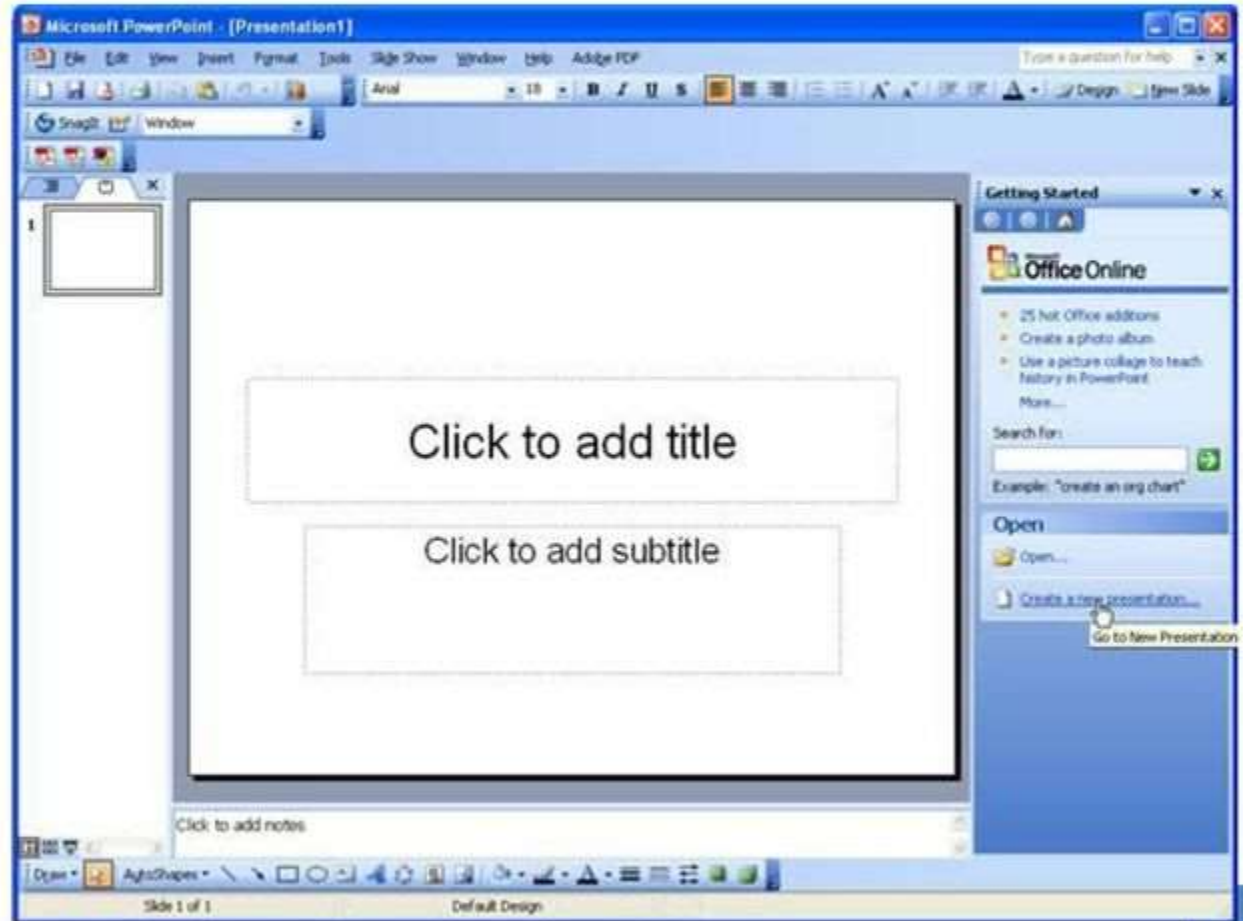 Microsoft PowerPoint - [Presentation1]
File Edit View Insert Format Tools Slide Show Window Help Adobe PDF
Type a question for help
Arial 18 B I U S A A A Design New Slide
SnagIt Window
Getting Started
1
Microsoft
Office Online
25 hot Office additions
Create a photo album
Use a picture collage to teach
history in PowerPoint
More...
Search for:
Example: "create an org chart"
Click to add title
Click to add subtitle
Open
Open...
Create a new presentation...
Go to New Presentation
Click to add notes
Draw AutoShapes A
Slide 1 of 1 Default Design